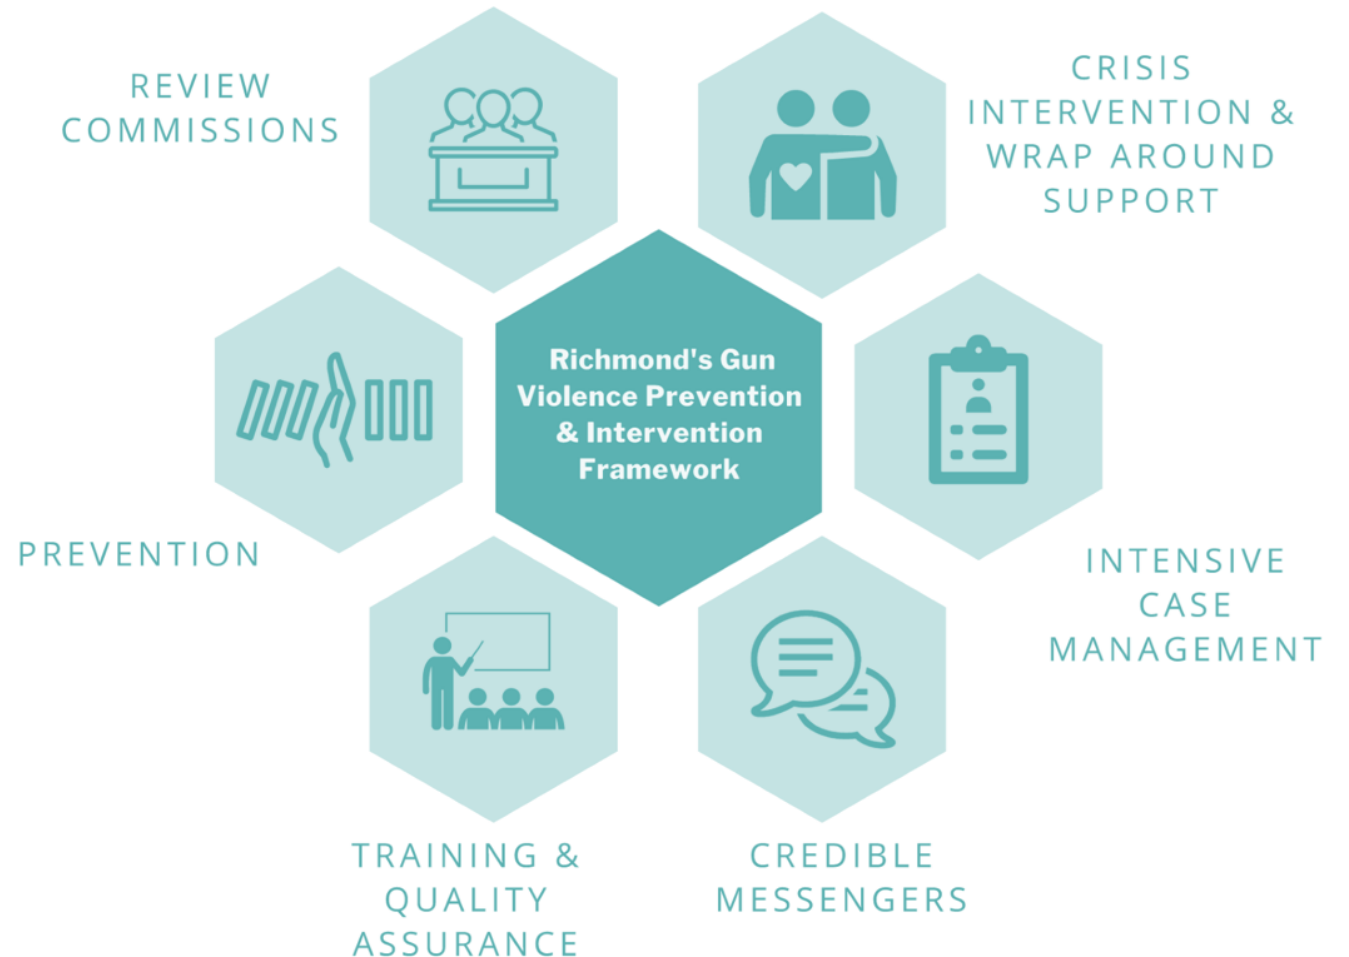 REVIEW
COMMISSIONS
CRISIS
INTERVENTION &
WRAP AROUND
SUPPORT
Richmond's Gun
Violence Prevention
& Intervention
Framework
PREVENTION
INTENSIVE
CASE
MANAGEMENT
TRAINING &
QUALITY
ASSURANCE
CREDIBLE
MESSENGERS